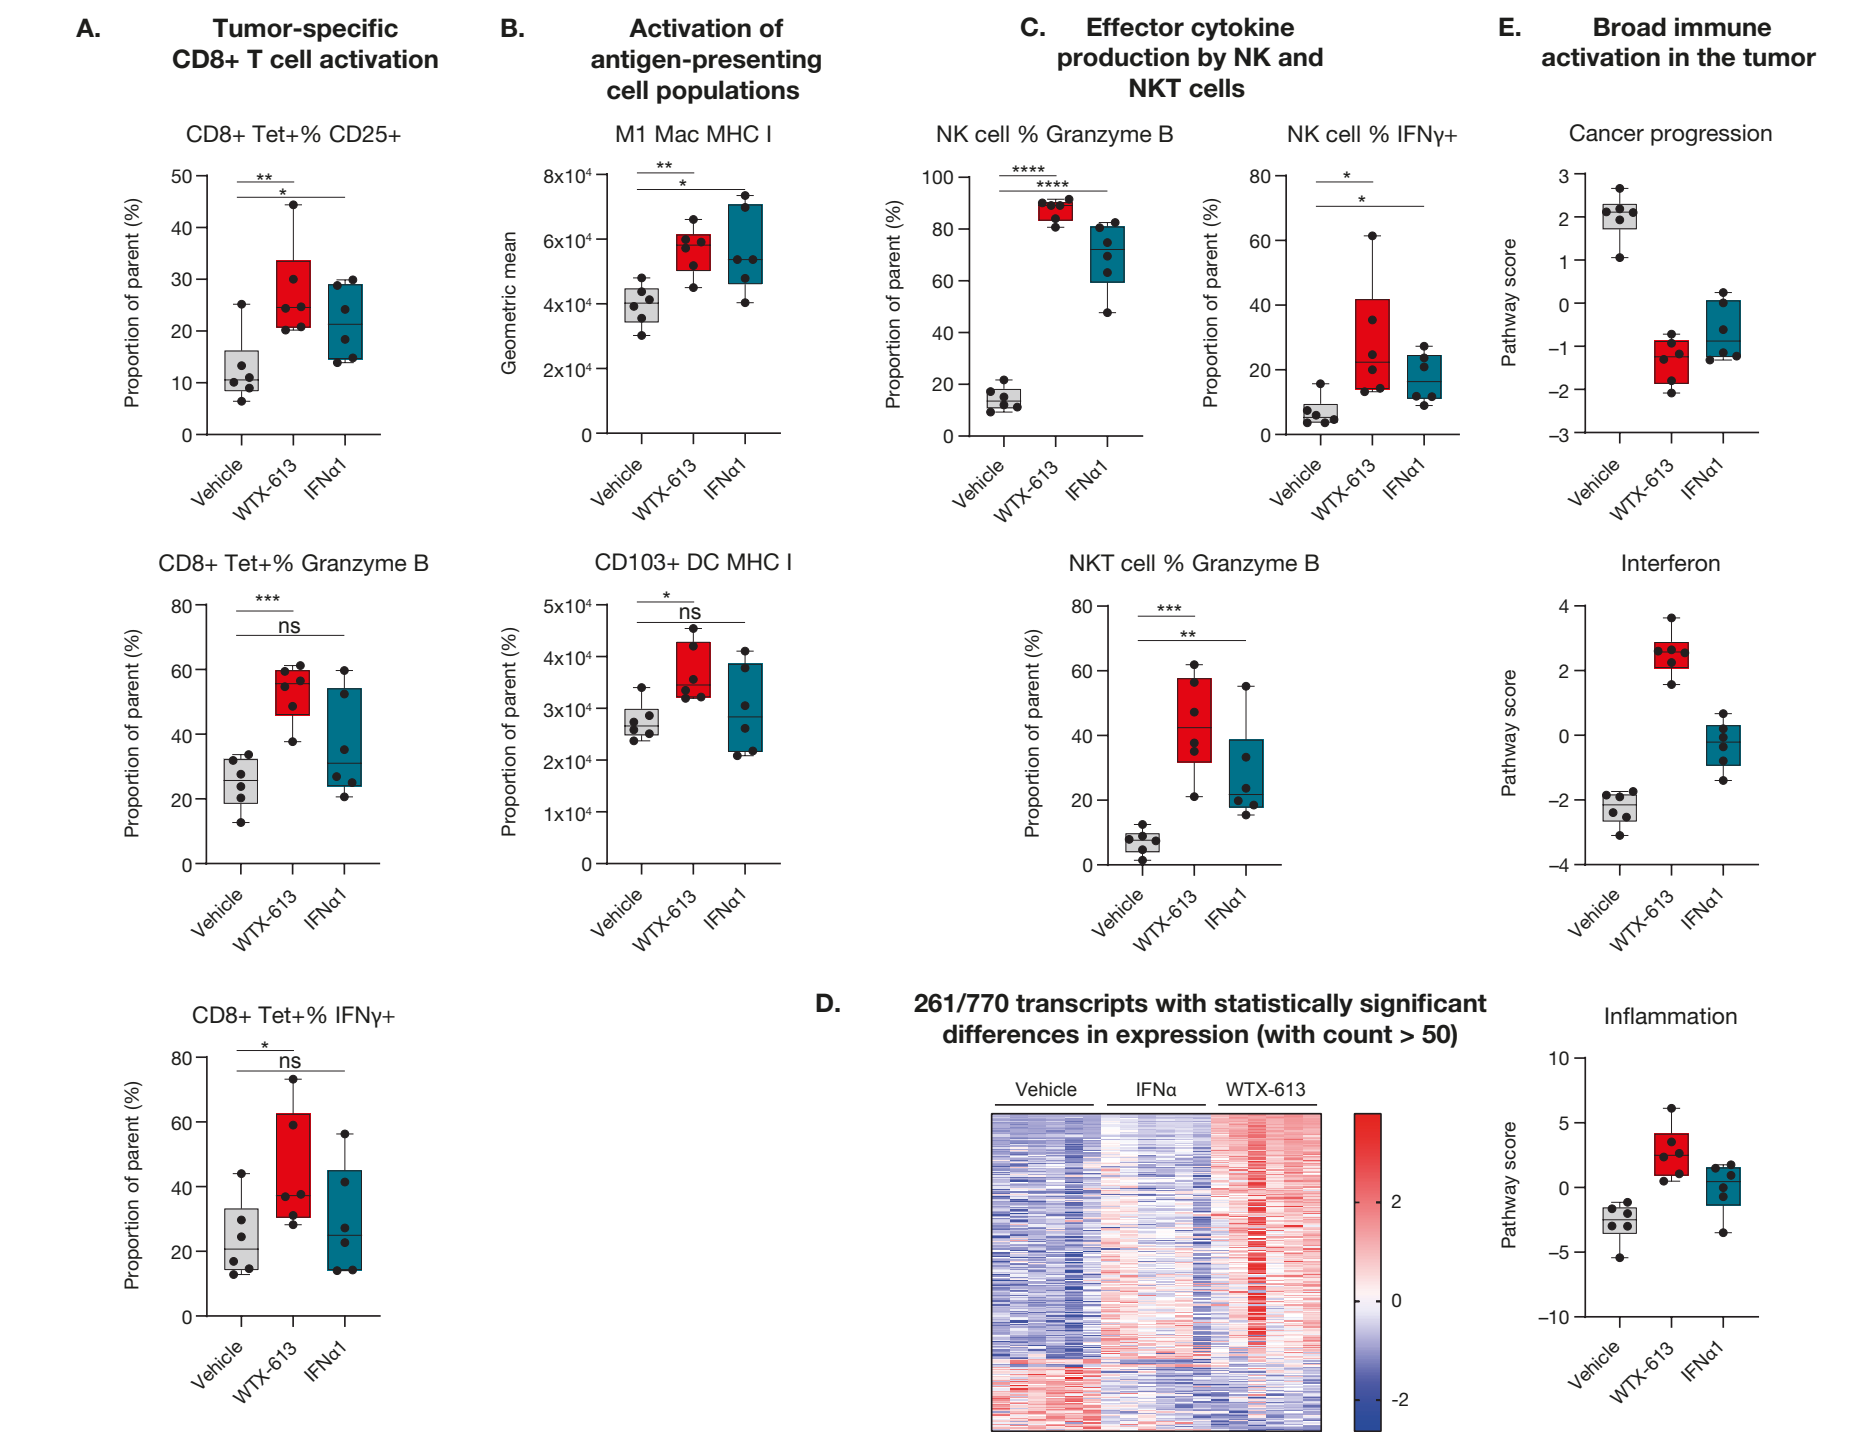 A.
Tumor-specific
CD8+ T cell activation
CD8+ Tet+% CD25+
Proportion of parent (%)
50
40
30
20
10
0
**
*
Vehicle
WTX-613
IFNα1
CD8+ Tet+% Granzyme B
Proportion of parent (%)
80
60
40
20
0
***
ns
Vehicle
WTX-613
IFNα1
CD8+ Tet+% IFNγ+
Proportion of parent (%)
80
60
40
20
0
*
ns
Vehicle
WTX-613
IFNα1
B.
Activation of
antigen-presenting
cell populations
M1 Mac MHC I
Geometric mean
8x10⁴
6x10⁴
4x10⁴
2x10⁴
0
**
*
Vehicle
WTX-613
IFNα1
CD103+ DC MHC I
Proportion of parent (%)
5x10⁴
4x10⁴
3x10⁴
2x10⁴
1x10⁴
0
*
ns
Vehicle
WTX-613
IFNα1
C.
Effector cytokine
production by NK and
NKT cells
NK cell % Granzyme B
Proportion of parent (%)
100
80
60
40
20
0
****
****
Vehicle
WTX-613
IFNα1
NK cell % IFNγ+
Proportion of parent (%)
80
60
40
20
0
*
*
Vehicle
WTX-613
IFNα1
NKT cell % Granzyme B
Proportion of parent (%)
80
60
40
20
0
***
**
Vehicle
WTX-613
IFNα1
D.
261/770 transcripts with statistically significant
differences in expression (with count > 50)
Vehicle
IFNα
WTX-613
2
0
-2
E.
Broad immune
activation in the tumor
Cancer progression
Pathway score
3
2
1
0
−1
−2
−3
Vehicle
WTX-613
IFNα1
Interferon
Pathway score
4
2
0
−2
−4
Vehicle
WTX-613
IFNα1
Inflammation
Pathway score
10
5
0
−5
−10
Vehicle
WTX-613
IFNα1